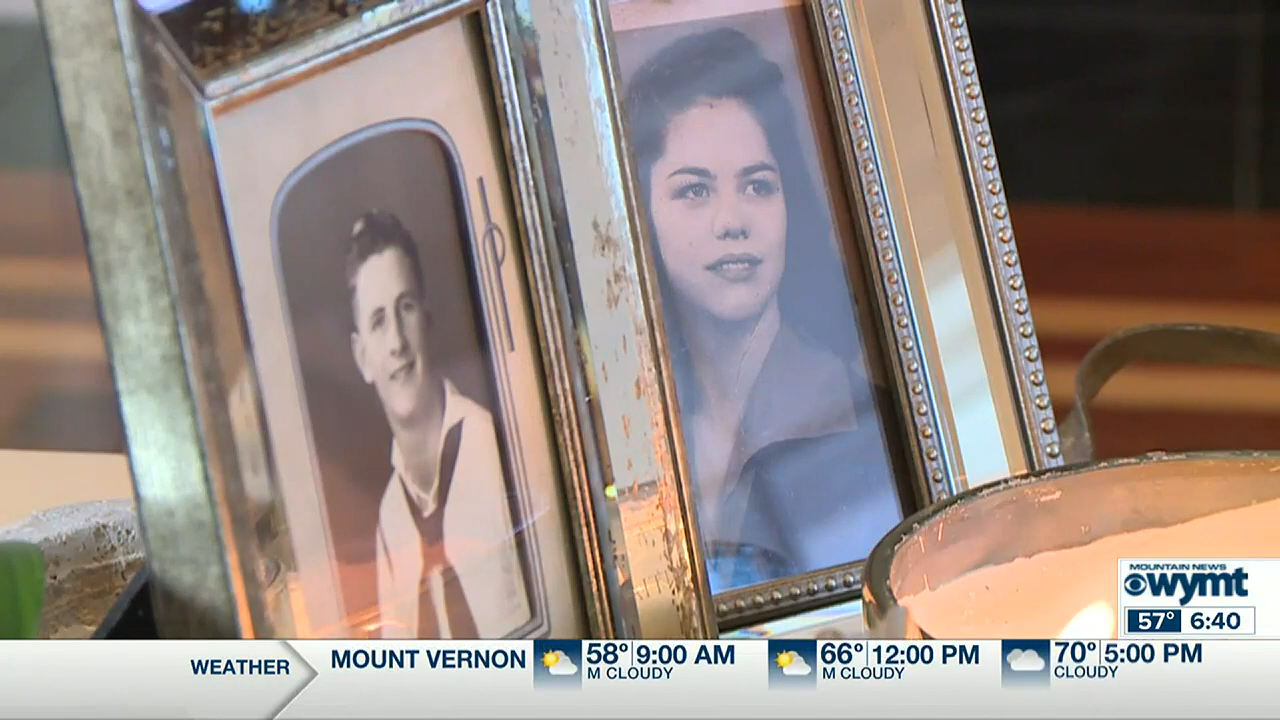 MOUNTAIN NEWS
wymt
57° 6:40
WEATHER
MOUNT VERNON
58° 9:00 AM
M CLOUDY
66° 12:00 PM
M CLOUDY
70° 5:00 PM
CLOUDY